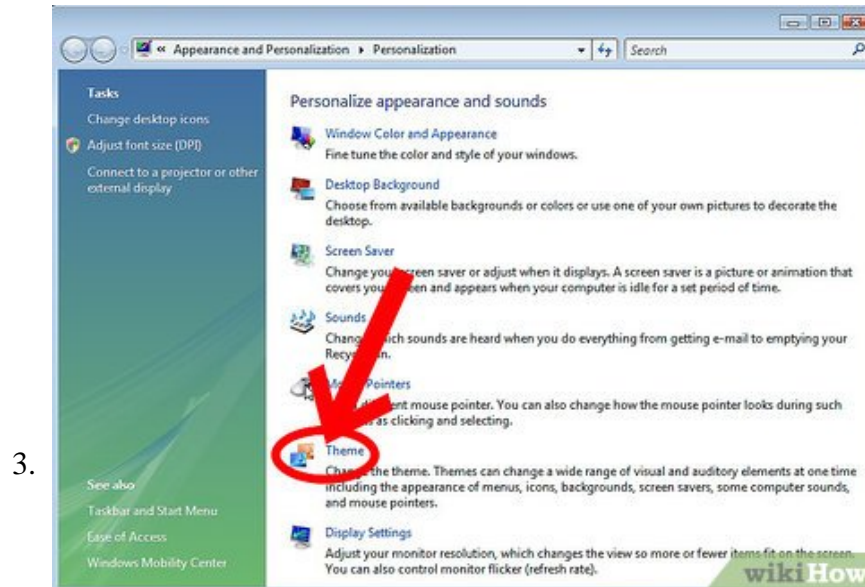 « Appearance and Personalization ▸ Personalization
Search
Tasks
Change desktop icons
Adjust font size (DPI)
Connect to a projector or other
external display
Personalize appearance and sounds
Window Color and Appearance
Fine tune the color and style of your windows.
Desktop Background
Choose from available backgrounds or colors or use one of your own pictures to decorate the
desktop.
Screen Saver
Change your screen saver or adjust when it displays. A screen saver is a picture or animation that
covers your screen and appears when your computer is idle for a set period of time.
Sounds
Change which sounds are heard when you do everything from getting e-mail to emptying your
Pointers
mouse pointer. You can also change how the mouse pointer looks during such
as clicking and selecting.
3.
Theme
Change the theme. Themes can change a wide range of visual and auditory elements at one time
including the appearance of menus, icons, backgrounds, screen savers, some computer sounds,
and mouse pointers.
Display Settings
Adjust your monitor resolution, which changes the view so more or fewer items fit on the screen.
You can also control monitor flicker (refresh rate).
See also
Taskbar and Start Menu
Ease of Access
Windows Mobility Center
wikiHow